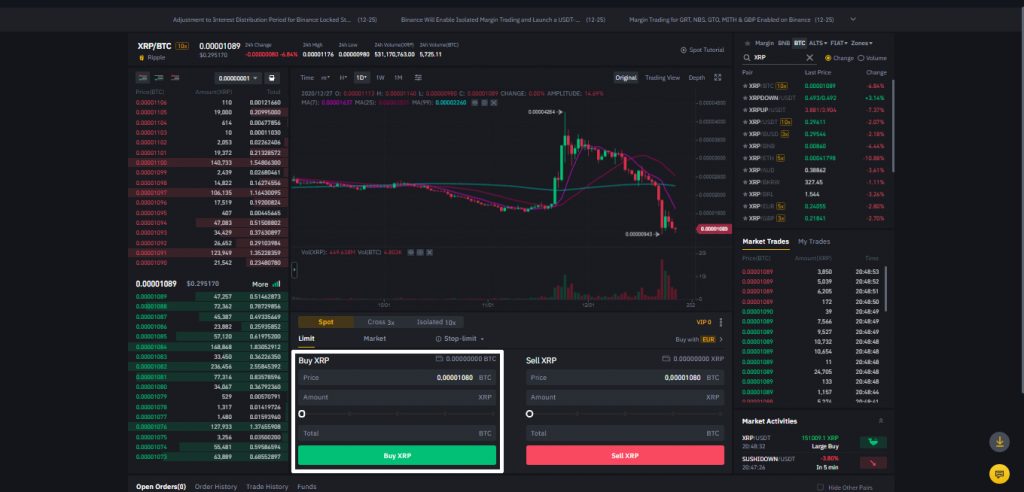 Adjustment to Interest Distribution Period for Binance Locked St... (12-25) Binance Will Enable Isolated Margin Trading and Launch a USDT-... (12-25) Margin Trading for GRT, NBS, GTO, MITH & GBP Enabled on Binance (12-25)
XRP/BTC 10x 0.00001089 24h Change 24h High 24h Low 24h Volume(XRP) 24h Volume(BTC)
Ripple $0.295170 -0.00000080 -6.84% 0.00001176 0.00000980 531,170,763.00 5,725.11
Spot Tutorial
0.00000001
Price(BTC) Amount(XRP) Total
0.00001106 110 0.00121660
0.00001105 19,000 0.20995000
0.00001104 614 0.00677856
0.00001103 10 0.00011030
0.00001102 2,053 0.02262406
0.00001101 19,372 0.21328572
0.00001100 140,733 1.54806300
0.00001099 2,439 0.02680461
0.00001098 14,822 0.16274556
0.00001097 106,135 1.16430095
0.00001096 17,519 0.19200824
0.00001095 407 0.00445665
0.00001094 47,083 0.51508802
0.00001093 34,429 0.37630897
0.00001092 26,652 0.29103984
0.00001091 123,949 1.35228359
0.00001090 21,542 0.23480780
0.00001089 $0.295170 More
0.00001089 47,257 0.51462873
0.00001088 72,362 0.78729856
0.00001087 45,387 0.49335669
0.00001086 23,882 0.25935852
0.00001085 57,120 0.61975200
0.00001084 168,868 1.83052912
0.00001083 33,450 0.36226350
0.00001082 236,456 2.55845392
0.00001081 77,316 0.83578596
0.00001080 34,867 0.37
0.00001079 529 0.00570791
0.00001078 1,317 0.01419726
0.00001077 1,480 0.01593960
0.00001076 127,933 1.37655908
0.00001075 3,256 0.03500200
0.00001074 55,481 0.59586594
0.00001073 63,889 0.68552897
Time m H 1D 1W 1M
Original Trading View Depth
2020/12/27 O: 0.00001113 H: 0.00001140 L: 0.00000980 C: 0.00001089 CHANGE: AMPLITUDE:
MA(7): 0.00001637 MA(25): MA(99): 0.00002260
0.00004264
0.00004500
0.00004000
0.00003000
0.00002000
0.00001000
0.00001089
0.00000943
Vol(XRP): Vol(BTC)
10/01 11/01 12/01 202
Spot Cross 3x Isolated 10x
VIP 0
Limit Market Stop-limit
Buy with EUR
Buy XRP 0.00000000 BTC
Price 0.00001080 BTC
Amount XRP
Total BTC
Buy XRP
Sell XRP 0.00000000 XRP
Price 0.00001080 BTC
Amount XRP
Total BTC
Sell XRP
Open Orders(0) Order History Trade History Funds
Hide Other Pairs
Margin BNB BTC ALTS FIAT Zones
XRP
Change Volume
Pair Last Price Change
XRP/BTC 10x 0.00001089 -6.84%
XRPDOWN/USDT 0.693/0.692 +3.14%
XRPUP/USDT 3.881/3.904 -7.37%
XRP/USDT 10x 0.29611 -2.07%
XRP/BUSD 3x 0.29544 -2.18%
XRP/BNB 0.00860 -4.44%
XRP/ETH 5x 0.00041798 -10.88%
XRP/AUD 0.38862 -3.61%
XRP/BKRW 327.45 -1.11%
XRP/BRL 1.544 -3.26%
XRP/EUR 5x 0.24055 -2.80%
XRP/GBP 3x 0.21841 -2.70%
Market Trades My Trades
Price(BTC) Amount(XRP) Time
0.00001089 3,850 20:48:53
0.00001089 5,039 20:48:52
0.00001089 6,205 20:48:51
0.00001089 172 20:48:50
0.00001090 39 20:48:49
0.00001089 7,566 20:48:49
0.00001089 9,527 20:48:49
0.00001089 10,732 20:48:48
0.00001089 10,654 20:48:48
0.00001089 11 20:48:48
0.00001089 24,705 20:48:48
0.00001089 133 20:48:48
0.00001089 1,157 20:48:44
Market Activities
XRP/USDT 151009.1 XRP
20:48:32 Large Buy
SUSHIDOWN/USDT -3.80%
20:47:26 In 5 min